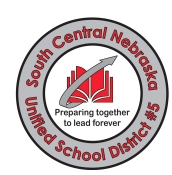 South Central Nebraska
Preparing together
to lead forever
Unified School District #5